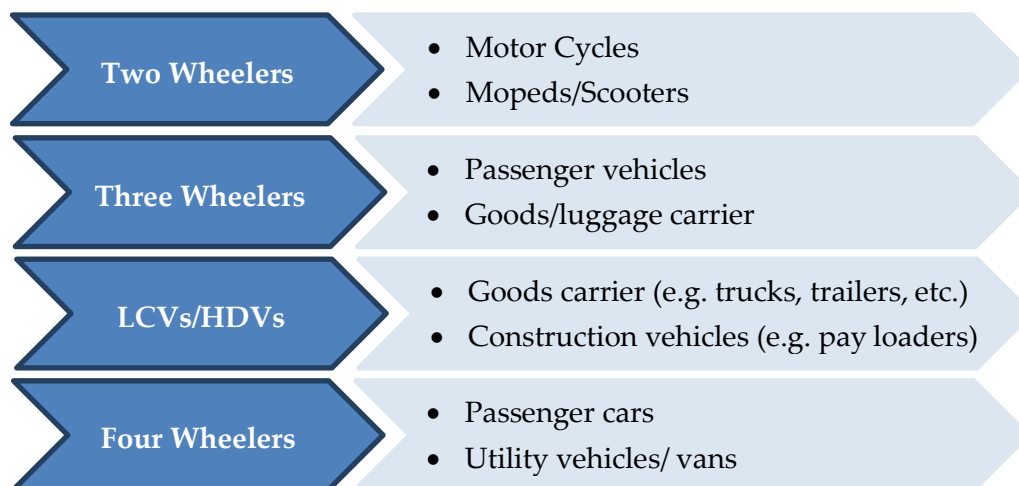 Two Wheelers
• Motor Cycles
• Mopeds/Scooters
Three Wheelers
• Passenger vehicles
• Goods/luggage carrier
LCVs/HDVs
• Goods carrier (e.g. trucks, trailers, etc.)
• Construction vehicles (e.g. pay loaders)
Four Wheelers
• Passenger cars
• Utility vehicles/ vans